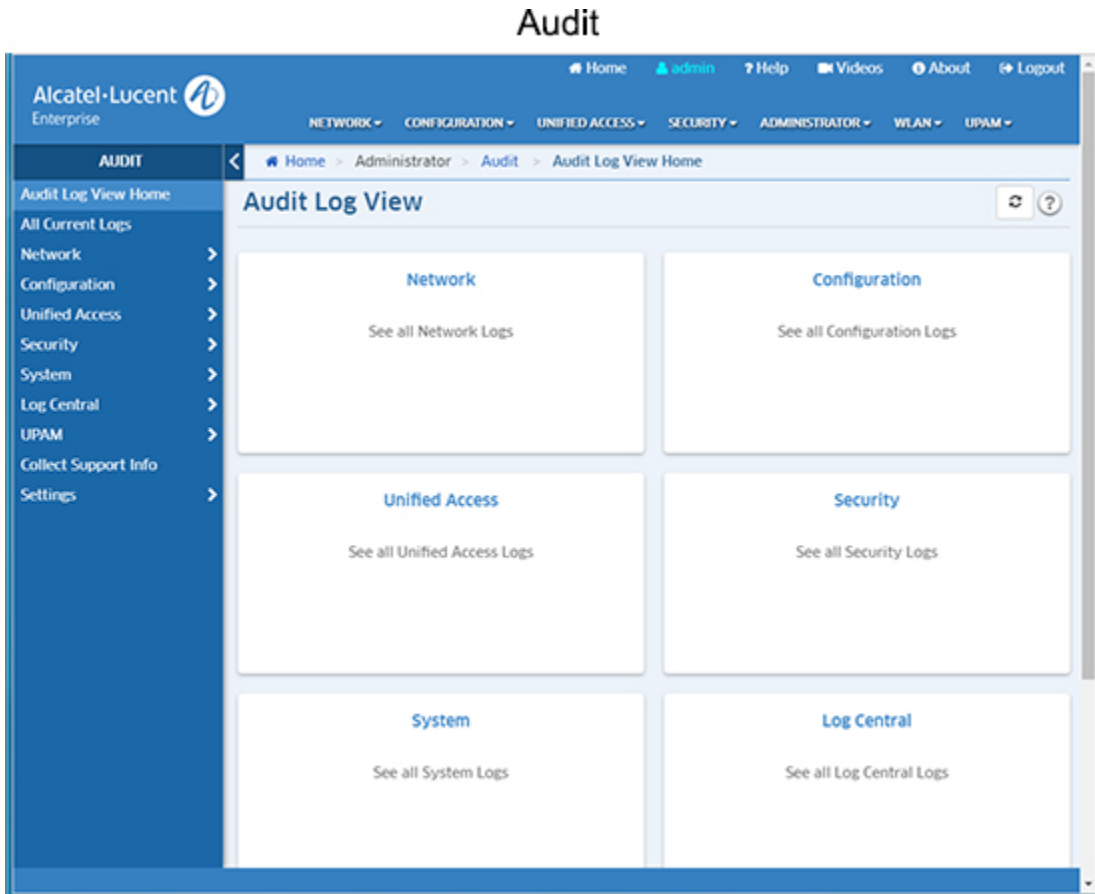 Audit
Home admin ? Help Videos About Logout
Alcatel·Lucent
Enterprise
NETWORK CONFIGURATION UNIFIED ACCESS SECURITY ADMINISTRATOR WLAN UPAM
AUDIT
Home > Administrator > Audit > Audit Log View Home
Audit Log View Home
All Current Logs
Network
Configuration
Unified Access
Security
System
Log Central
UPAM
Collect Support Info
Settings
Audit Log View
?
Network
See all Network Logs
Configuration
See all Configuration Logs
Unified Access
See all Unified Access Logs
Security
See all Security Logs
System
See all System Logs
Log Central
See all Log Central Logs